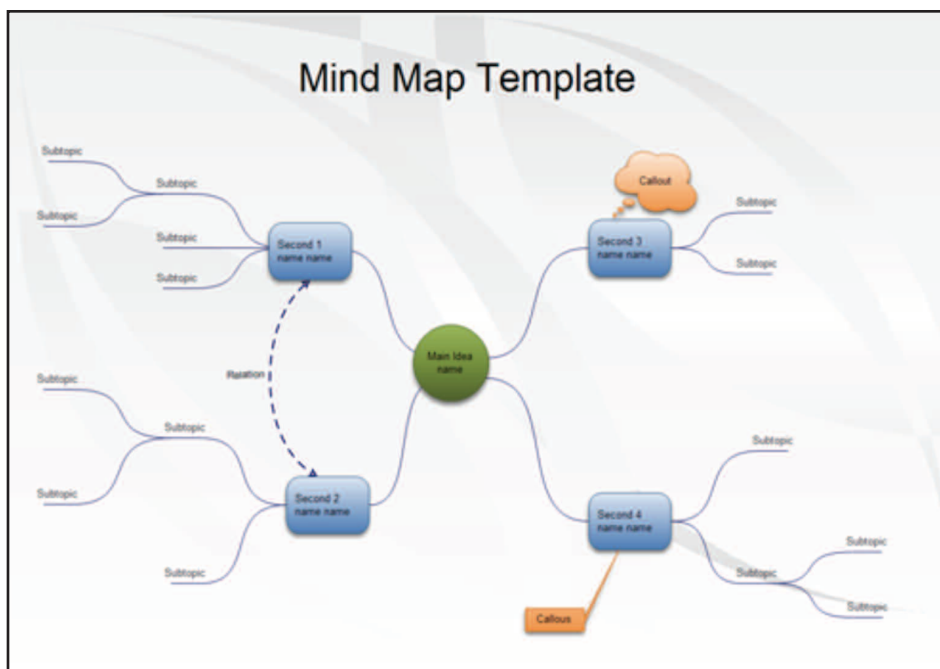 Mind Map Template
Subtopic
Subtopic
Subtopic
Subtopic
Subtopic
Second 1
name name
Callout
Second 3
name name
Subtopic
Subtopic
Main Idea
name
Relation
Subtopic
Subtopic
Subtopic
Subtopic
Second 2
name name
Second 4
name name
Subtopic
Subtopic
Subtopic
Subtopic
Callous